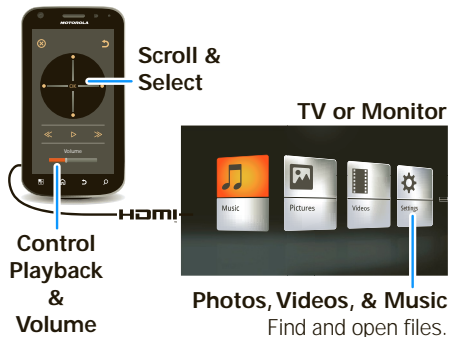 MOTOROLA
Scroll &
Select
OK
Volume
TV or Monitor
Music
Pictures
Videos
Settings
HDMI
Control
Playback
&
Volume
Photos, Videos, & Music
Find and open files.